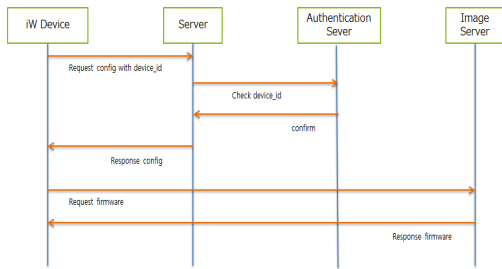 iW Device
Server
Authentication
Sever
Image
Server
Request config with device_id
Check device_id
confirm
Response config
Request firmware
Response firmware